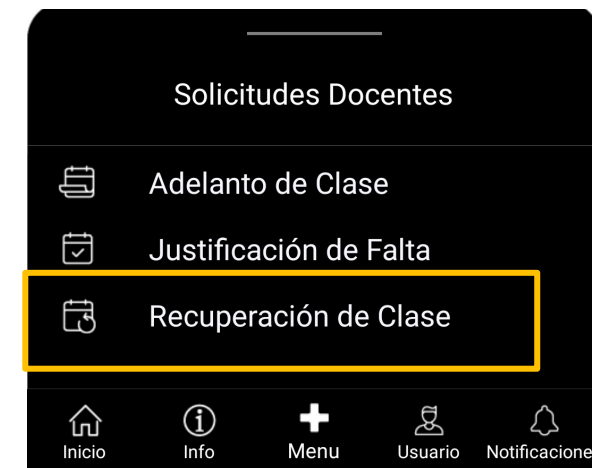 Solicitudes Docentes
Adelanto de Clase
Justificación de Falta
Recuperación de Clase
Inicio Info Menu Usuario Notificacione